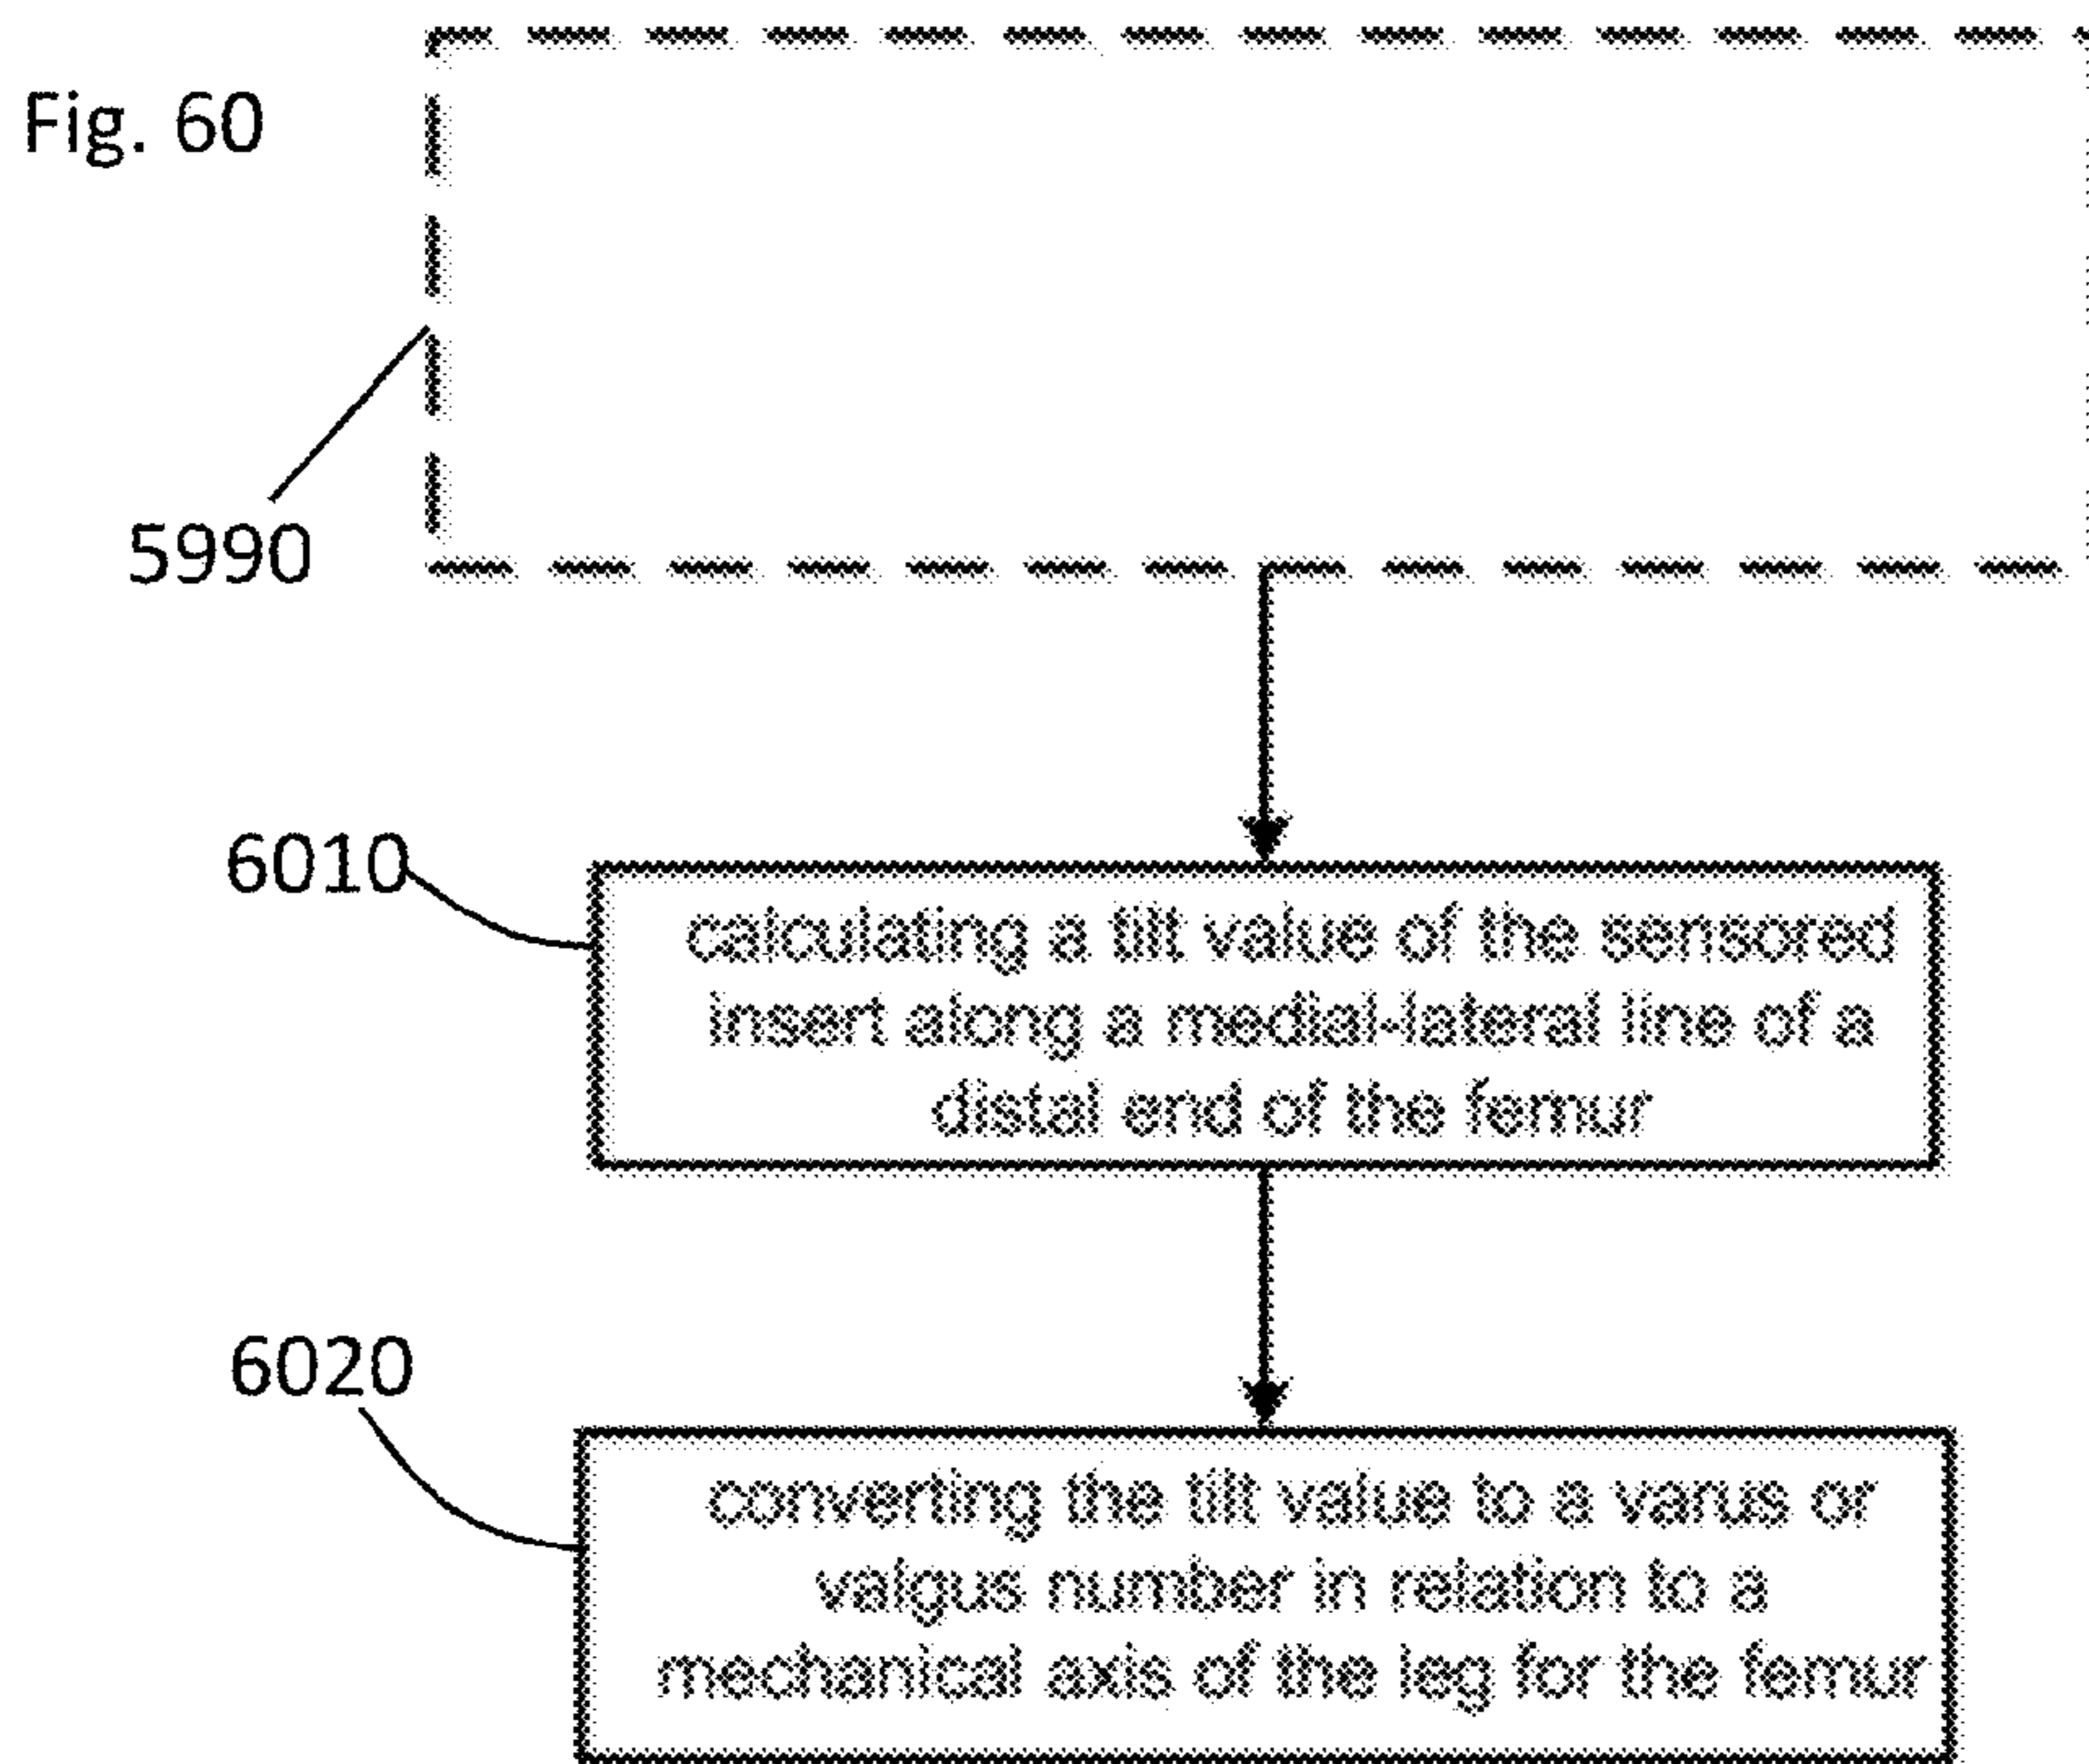 Fig. 60
5990
6010
calculating a tilt value of the sensored
insert along a medial-lateral line of a
distal end of the femur
6020
converting the tilt value to a varus or
valgus number in relation to a
mechanical axis of the leg for the femur